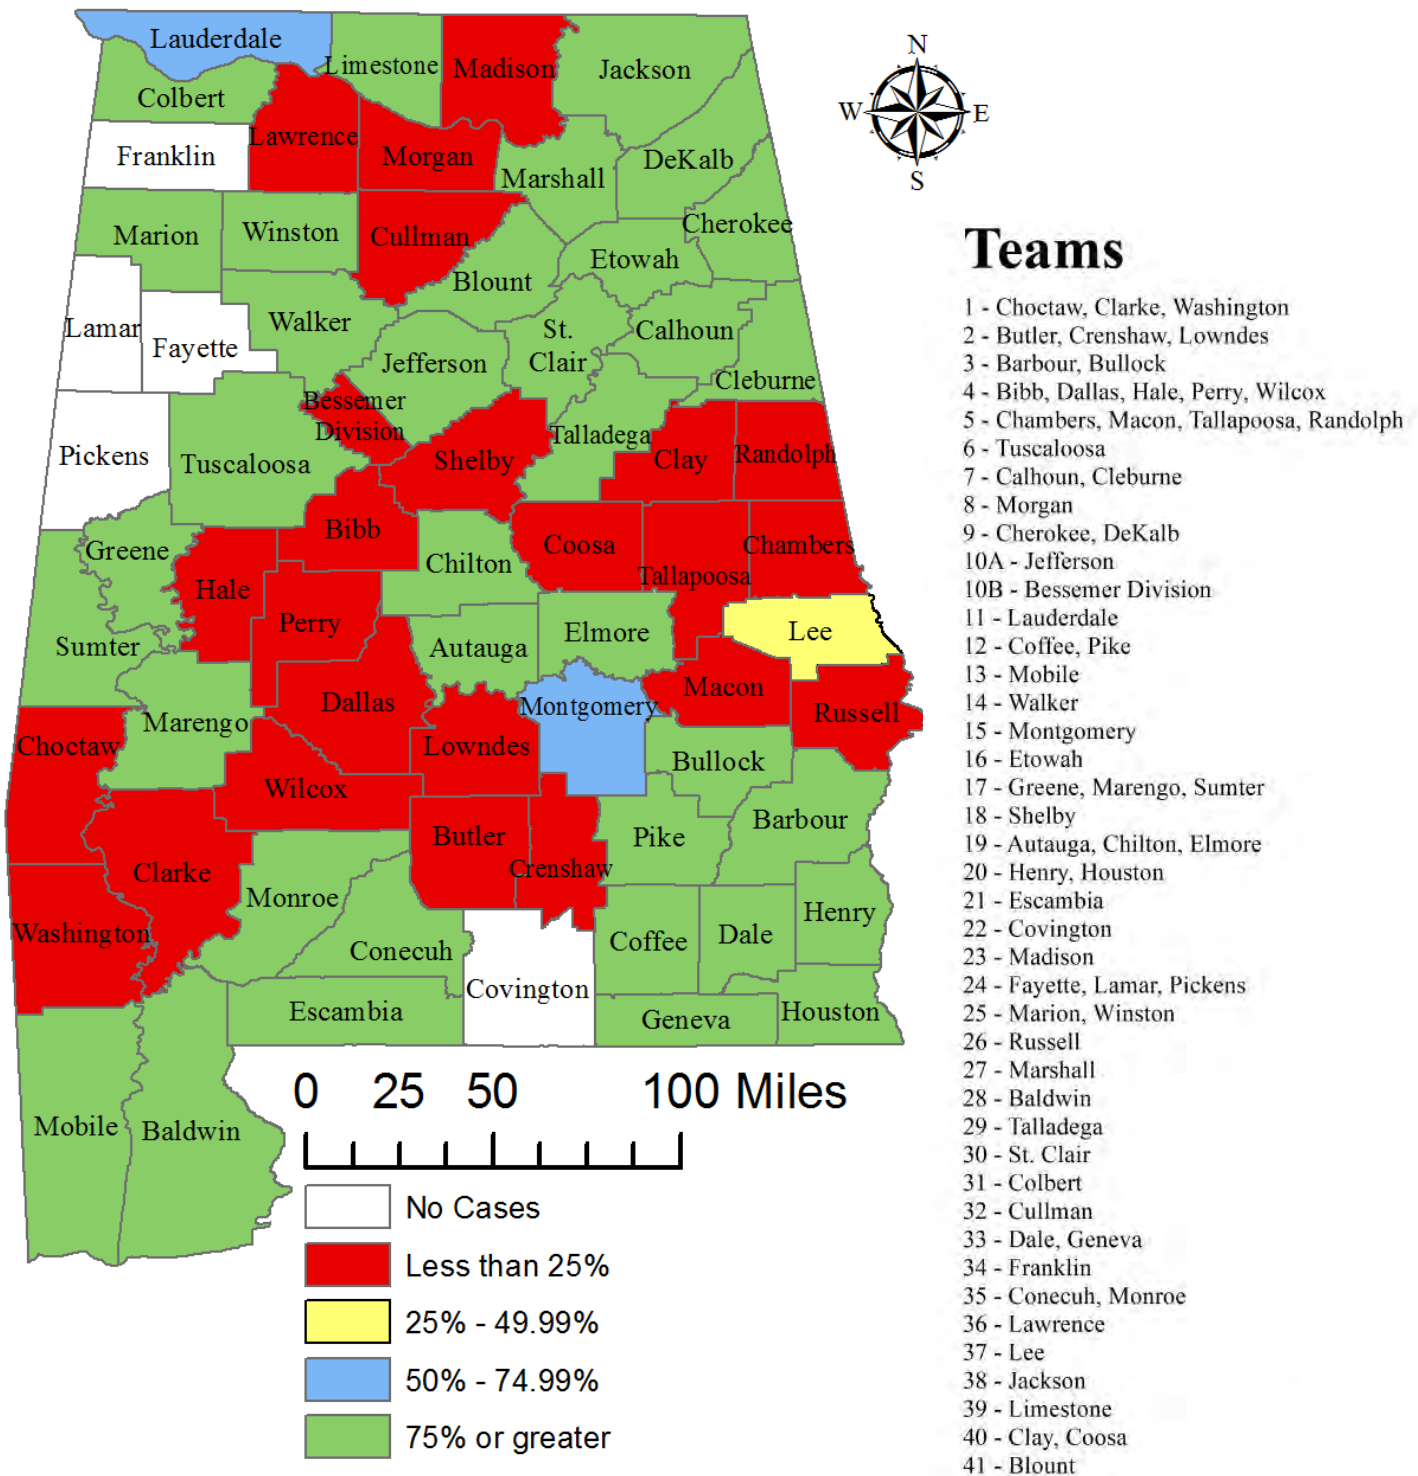 Lauderdale
Limestone
Madison
Jackson
Colbert
Lawrence
Franklin
Morgan
Marshall
DeKalb
Cherokee
Marion
Winston
Cullman
Blount
Etowah
Lamar
Fayette
Walker
Jefferson
St.
Clair
Calhoun
Cleburne
Bessemer
Division
Pickens
Tuscaloosa
Shelby
Talladega
Clay
Randolph
Bibb
Greene
Hale
Chilton
Coosa
Tallapoosa
Chambers
Perry
Sumter
Autauga
Elmore
Lee
Dallas
Marengo
Montgomery
Macon
Russell
Choctaw
Lowndes
Bullock
Wilcox
Clarke
Butler
Crenshaw
Pike
Barbour
Monroe
Washington
Conecuh
Coffee
Dale
Henry
Covington
Escambia
Geneva
Houston
Mobile
Baldwin
N
W
E
S
0 25 50 100 Miles
No Cases
Less than 25%
25% - 49.99%
50% - 74.99%
75% or greater
Teams
1 - Choctaw, Clarke, Washington
2 - Butler, Crenshaw, Lowndes
3 - Barbour, Bullock
4 - Bibb, Dallas, Hale, Perry, Wilcox
5 - Chambers, Macon, Tallapoosa, Randolph
6 - Tuscaloosa
7 - Calhoun, Cleburne
8 - Morgan
9 - Cherokee, DeKalb
10A - Jefferson
10B - Bessemer Division
11 - Lauderdale
12 - Coffee, Pike
13 - Mobile
14 - Walker
15 - Montgomery
16 - Etowah
17 - Greene, Marengo, Sumter
18 - Shelby
19 - Autauga, Chilton, Elmore
20 - Henry, Houston
21 - Escambia
22 - Covington
23 - Madison
24 - Fayette, Lamar, Pickens
25 - Marion, Winston
26 - Russell
27 - Marshall
28 - Baldwin
29 - Talladega
30 - St. Clair
31 - Colbert
32 - Cullman
33 - Dale, Geneva
34 - Franklin
35 - Conecuh, Monroe
36 - Lawrence
37 - Lee
38 - Jackson
39 - Limestone
40 - Clay, Coosa
41 - Blount